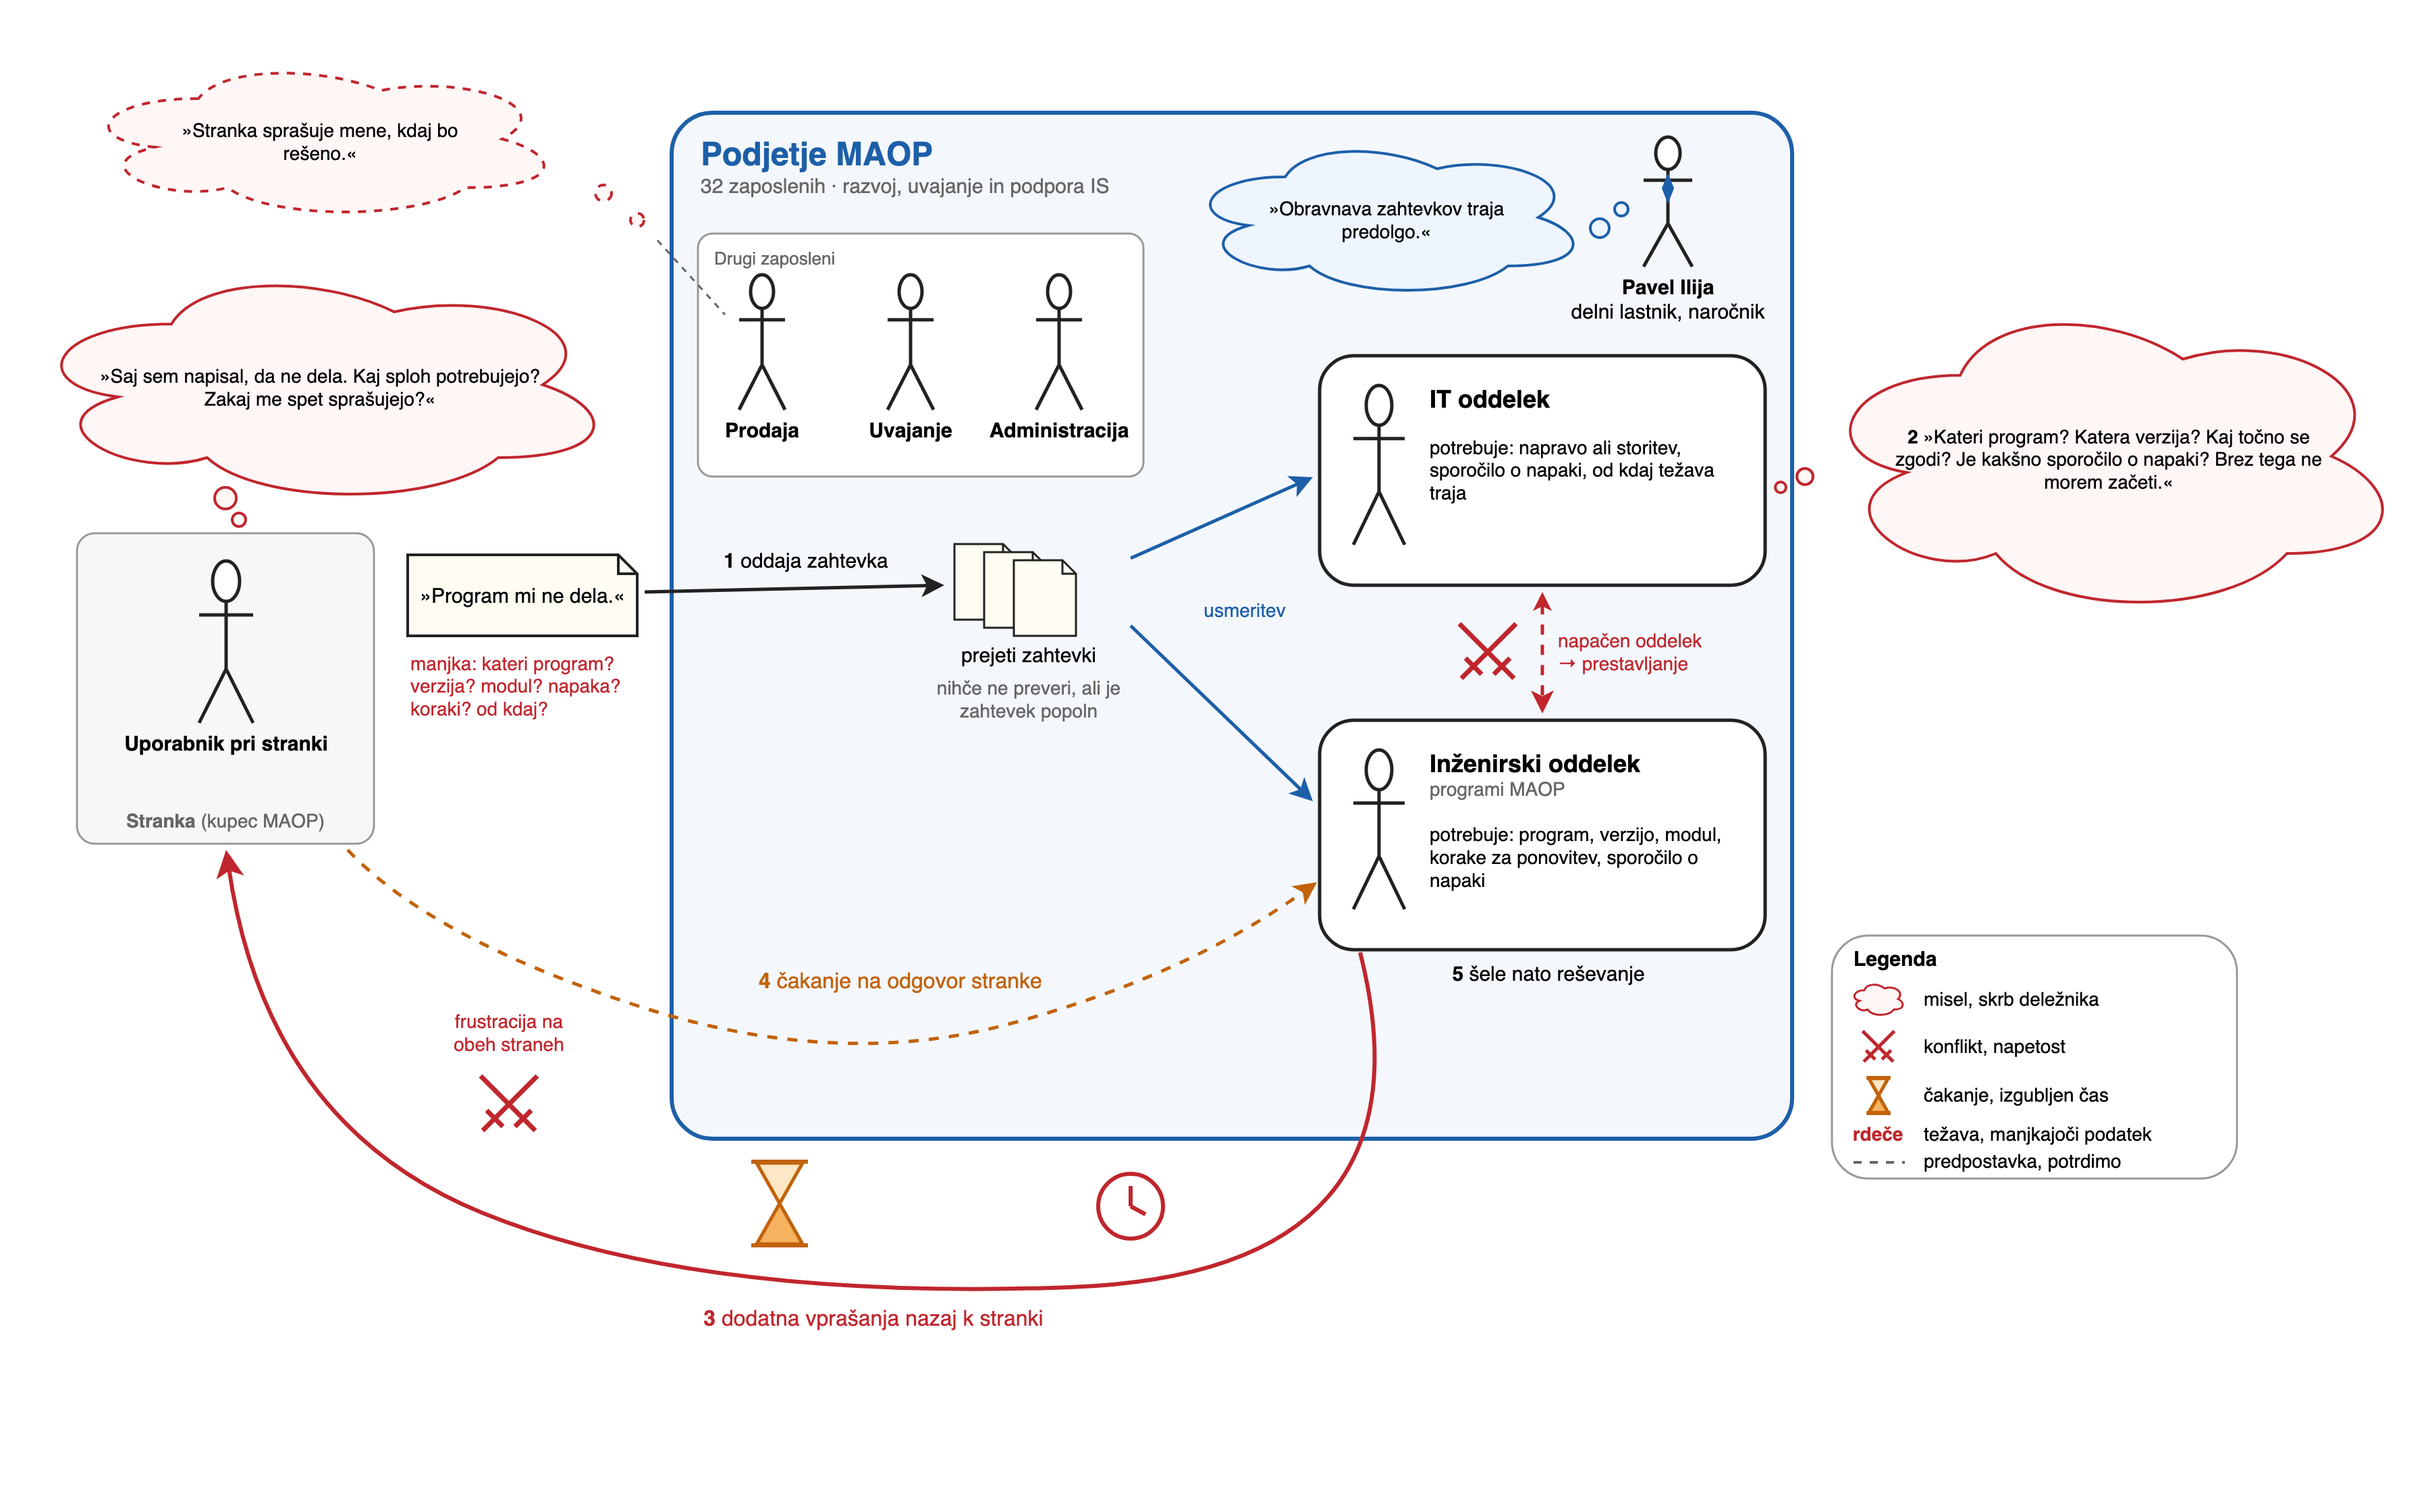 »Stranka sprašuje mene, kdaj bo
rešeno.«
Podjetje MAOP
32 zaposlenih · razvoj, uvajanje in podpora IS
»Obravnava zahtevkov traja
predolgo.«
Pavel Ilija
delni lastnik, naročnik
Drugi zaposleni
Prodaja
Uvajanje
Administracija
»Saj sem napisal, da ne dela. Kaj sploh potrebujejo?
Zakaj me spet sprašujejo?«
IT oddelek
potrebuje: napravo ali storitev,
sporočilo o napaki, od kdaj težava
traja
2 »Kateri program? Katera verzija? Kaj točno se
zgodi? Je kakšno sporočilo o napaki? Brez tega ne
morem začeti.«
Uporabnik pri stranki
Stranka (kupec MAOP)
»Program mi ne dela.«
manjka: kateri program?
verzija? modul? napaka?
koraki? od kdaj?
1 oddaja zahtevka
prejeti zahtevki
nihče ne preveri, ali je
zahtevek popoln
usmeritev
napačen oddelek
→ prestavljanje
Inženirski oddelek
programi MAOP
potrebuje: program, verzijo, modul,
korake za ponovitev, sporočilo o
napaki
4 čakanje na odgovor stranke
5 šele nato reševanje
frustracija na
obeh straneh
3 dodatna vprašanja nazaj k stranki
Legenda
misel, skrb deležnika
konflikt, napetost
čakanje, izgubljen čas
rdeče težava, manjkajoči podatek
predpostavka, potrdimo